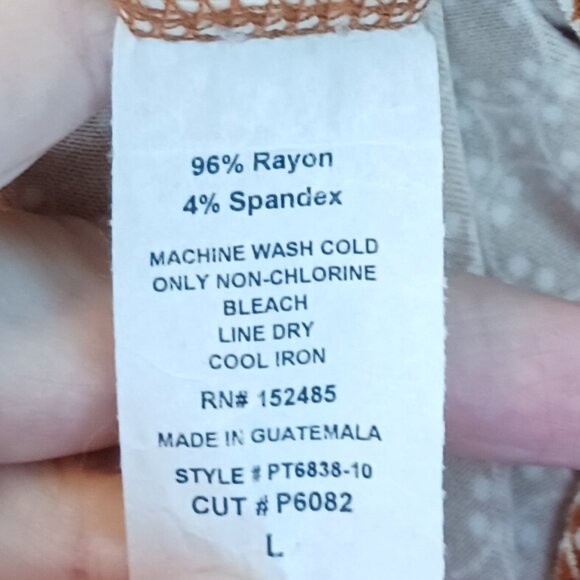 96% Rayon
4% Spandex
MACHINE WASH COLD
ONLY NON-CHLORINE
BLEACH
LINE DRY
COOL IRON
RN# 152485
MADE IN GUATEMALA
STYLE # PT6838-10
CUT # P6082
L